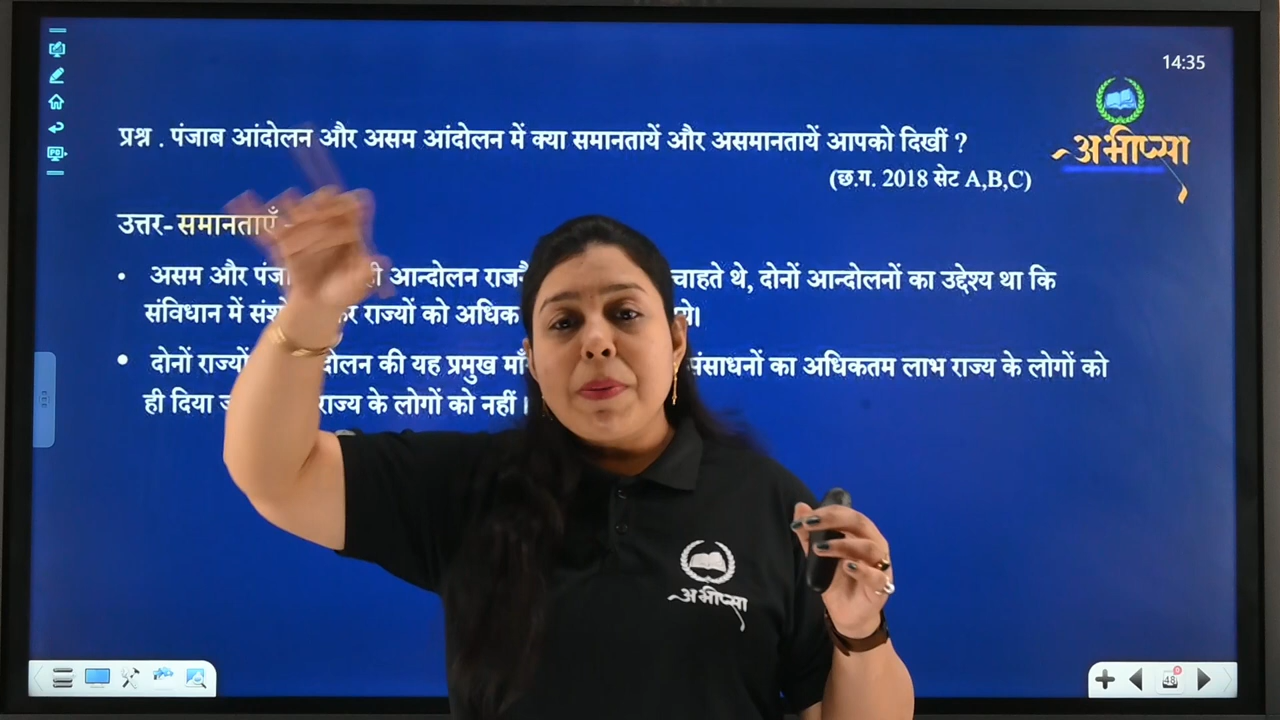 14:35
अभीप्सा
प्रश्न . पंजाब आंदोलन और असम आंदोलन में क्या समानतायें और असमानतायें आपको दिखीं ?
(छ.ग. 2018 सेट A,B,C)
उत्तर- समानताएँ -
• असम और आन्दोलन चाहते थे, दोनों आन्दोलनों का उद्देश्य था कि
संविधान में राज्यों को अधिक
• दोनों की यह प्रमुख संसाधनों का अधिकतम लाभ राज्य के लोगों को
ही दिया राज्य के लोगों को नहीं
अभीप्सा
48